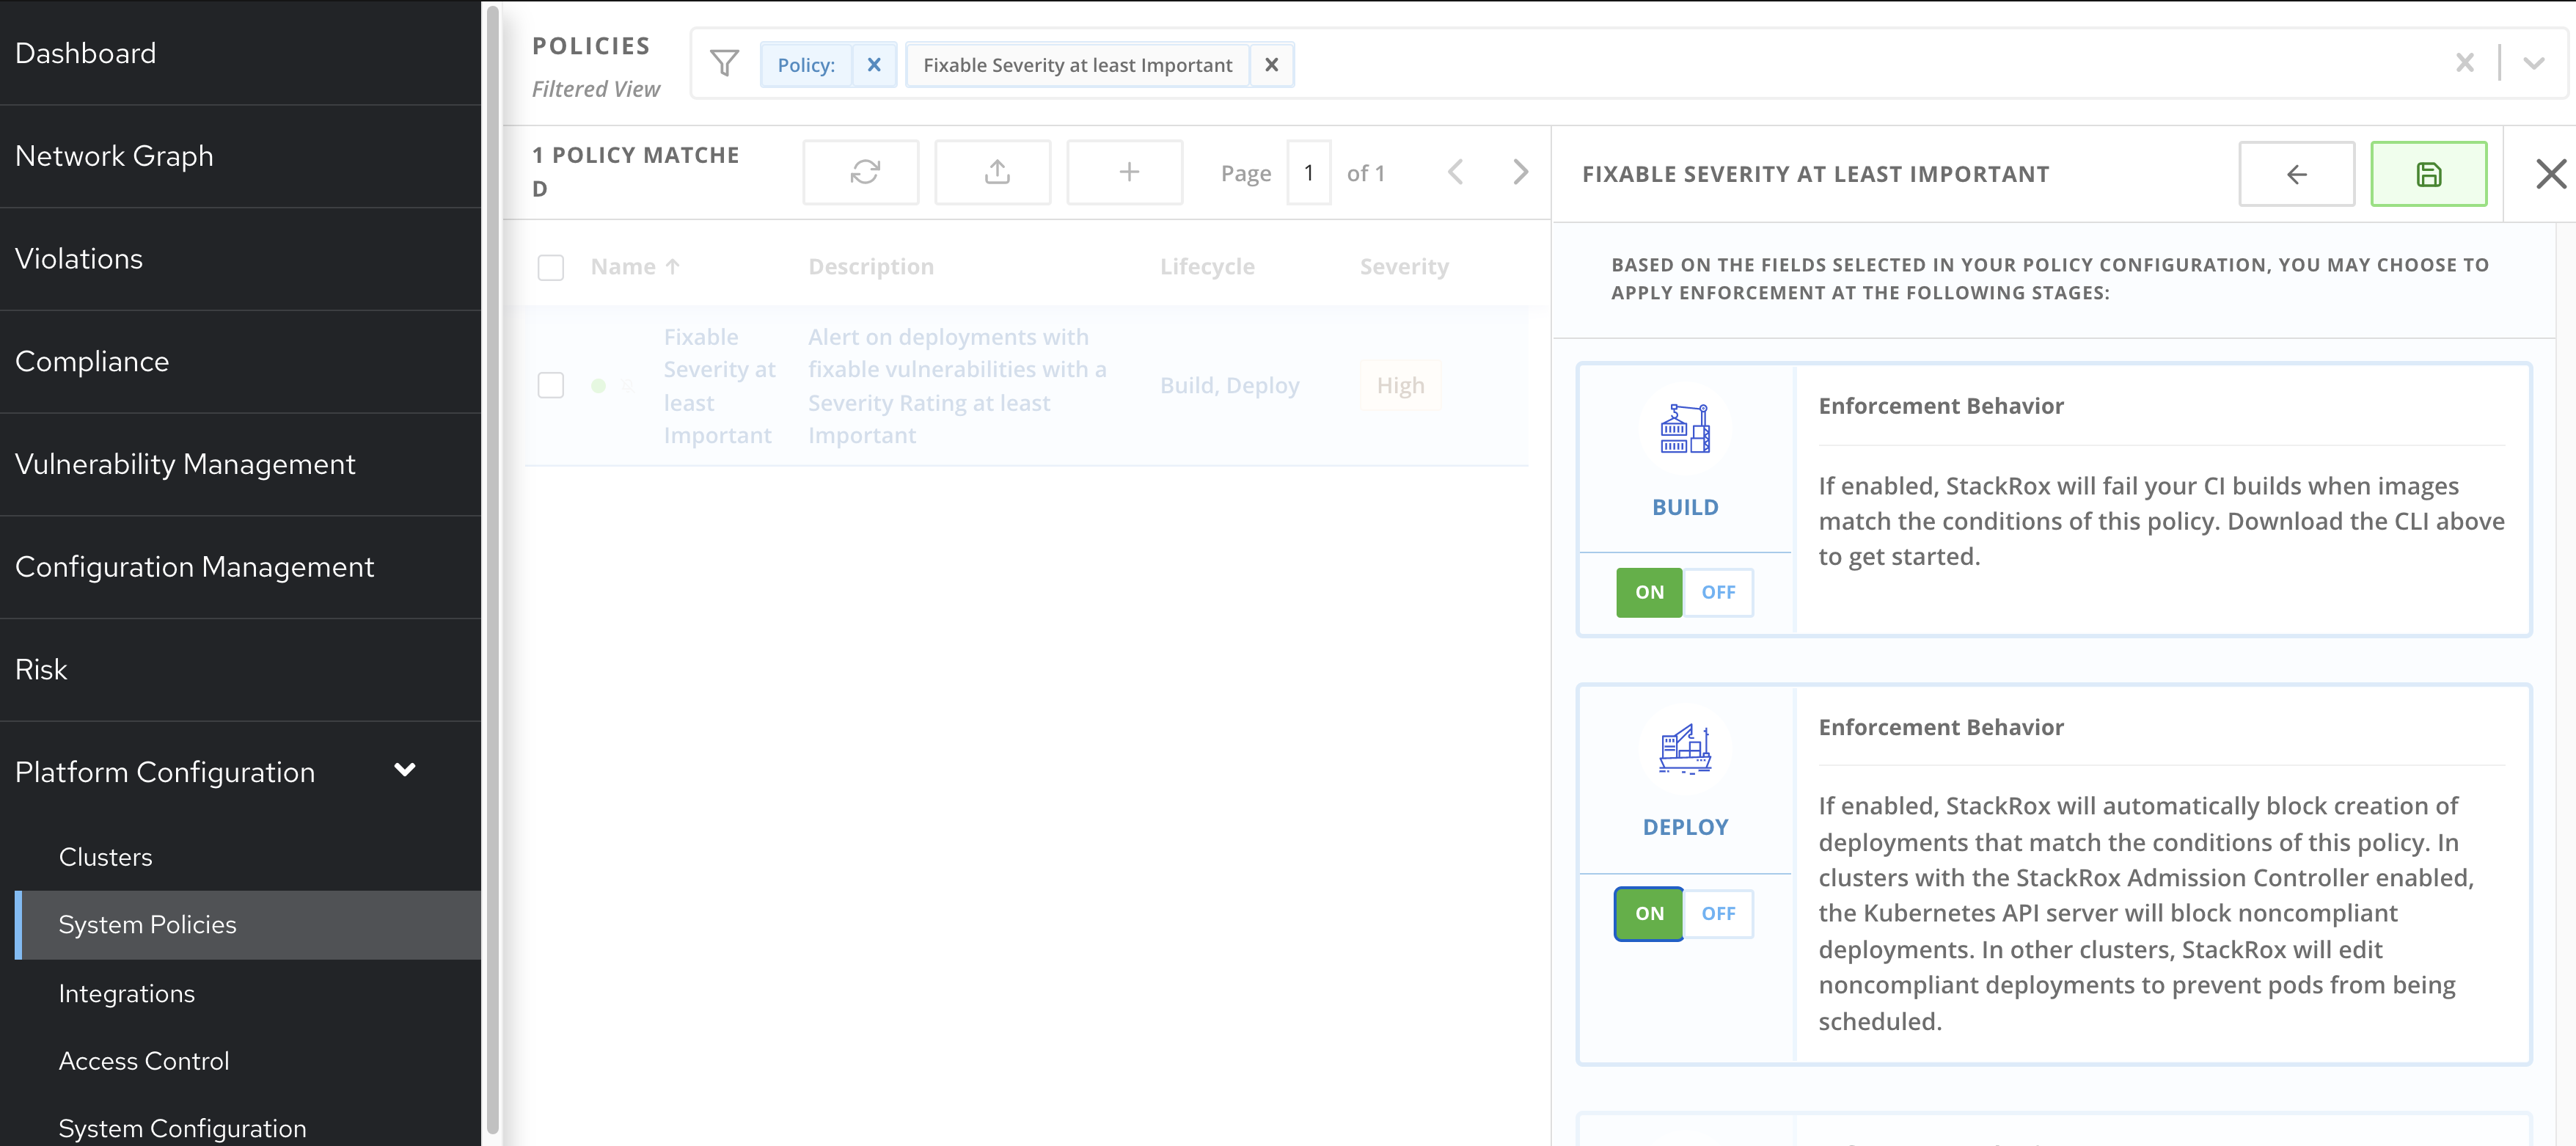 Dashboard
Network Graph
Violations
Compliance
Vulnerability Management
Configuration Management
Risk
Platform Configuration
Clusters
System Policies
Integrations
Access Control
System Configuration
POLICIES
Filtered View
Policy:
Fixable Severity at least Important
1 POLICY MATCHE
D
Page 1 of 1
Name Description Lifecycle Severity
Fixable
Severity at
least
Important
Alert on deployments with
fixable vulnerabilities with a
Severity Rating at least
Important
Build, Deploy
High
FIXABLE SEVERITY AT LEAST IMPORTANT
BASED ON THE FIELDS SELECTED IN YOUR POLICY CONFIGURATION, YOU MAY CHOOSE TO
APPLY ENFORCEMENT AT THE FOLLOWING STAGES:
BUILD
ON OFF
Enforcement Behavior
If enabled, StackRox will fail your CI builds when images
match the conditions of this policy. Download the CLI above
to get started.
DEPLOY
ON OFF
Enforcement Behavior
If enabled, StackRox will automatically block creation of
deployments that match the conditions of this policy. In
clusters with the StackRox Admission Controller enabled,
the Kubernetes API server will block noncompliant
deployments. In other clusters, StackRox will edit
noncompliant deployments to prevent pods from being
scheduled.